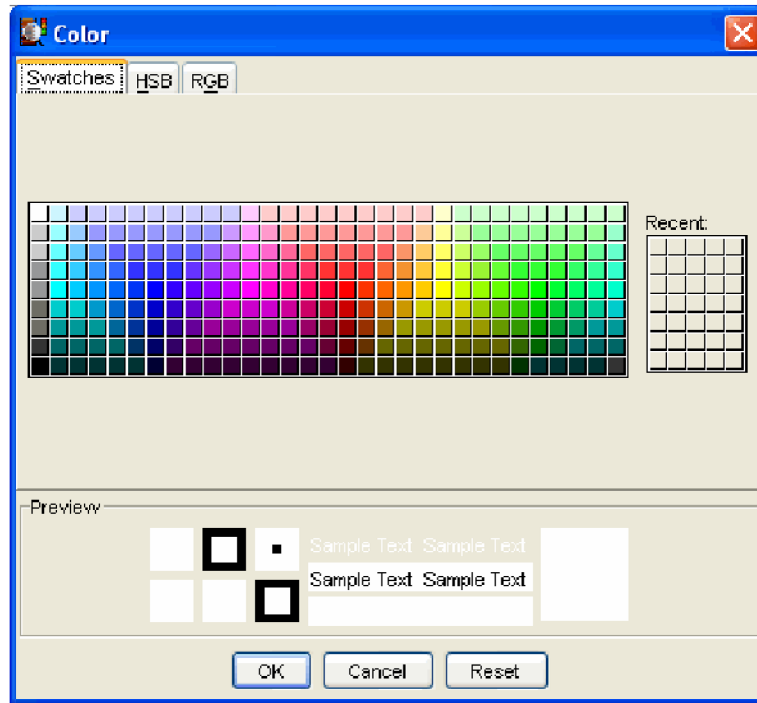 Color
Swatches HSB RGB
Recent:
Preview
Sample Text Sample Text
Sample Text Sample Text
OK Cancel Reset